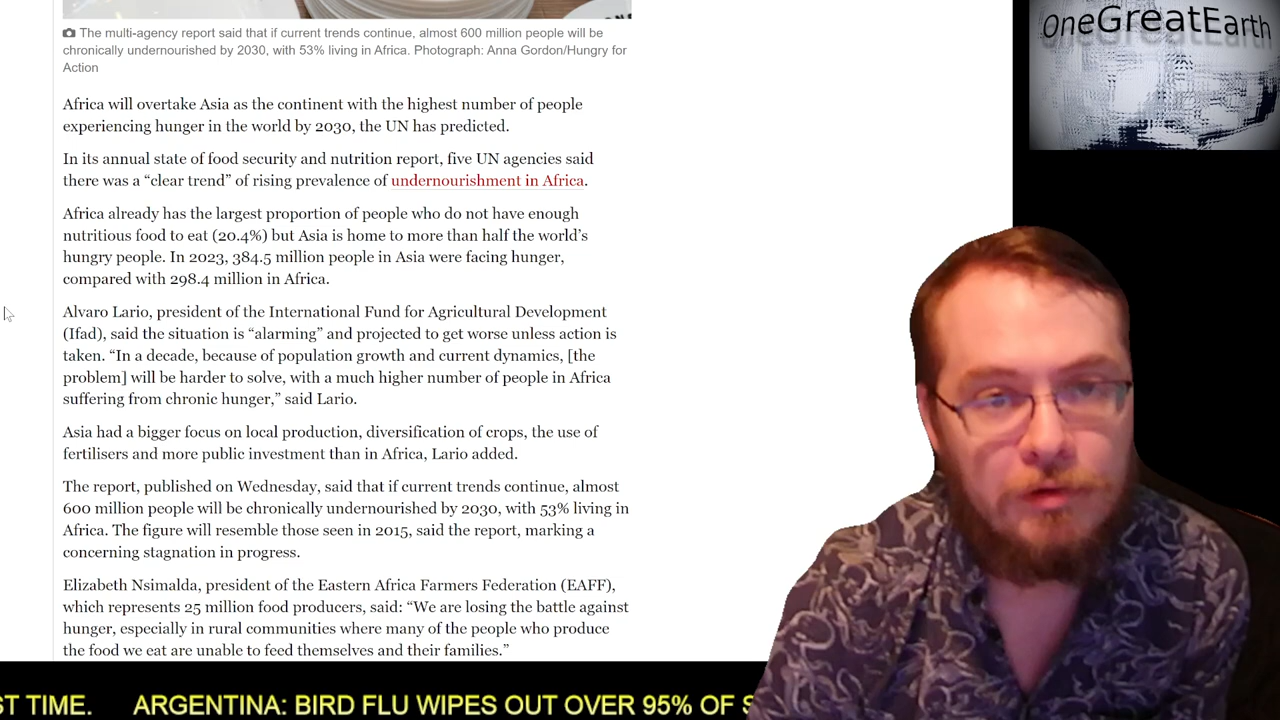 The multi-agency report said that if current trends continue, almost 600 million people will be
chronically undernourished by 2030, with 53% living in Africa. Photograph: Anna Gordon/Hungry for
Action
Africa will overtake Asia as the continent with the highest number of people
experiencing hunger in the world by 2030, the UN has predicted.
In its annual state of food security and nutrition report, five UN agencies said
there was a “clear trend” of rising prevalence of undernourishment in Africa.
Africa already has the largest proportion of people who do not have enough
nutritious food to eat (20.4%) but Asia is home to more than half the world’s
hungry people. In 2023, 384.5 million people in Asia were facing hunger,
compared with 298.4 million in Africa.
Alvaro Lario, president of the International Fund for Agricultural Development
(Ifad), said the situation is “alarming” and projected to get worse unless action is
taken. “In a decade, because of population growth and current dynamics, [the
problem] will be harder to solve, with a much higher number of people in Africa
suffering from chronic hunger,” said Lario.
Asia had a bigger focus on local production, diversification of crops, the use of
fertilisers and more public investment than in Africa, Lario added.
The report, published on Wednesday, said that if current trends continue, almost
600 million people will be chronically undernourished by 2030, with 53% living in
Africa. The figure will resemble those seen in 2015, said the report, marking a
concerning stagnation in progress.
Elizabeth Nsimalda, president of the Eastern Africa Farmers Federation (EAFF),
which represents 25 million food producers, said: “We are losing the battle against
hunger, especially in rural communities where many of the people who produce
the food we eat are unable to feed themselves and their families.”
OneGreatEarth
ST TIME. ARGENTINA: BIRD FLU WIPES OUT OVER 95% OF S